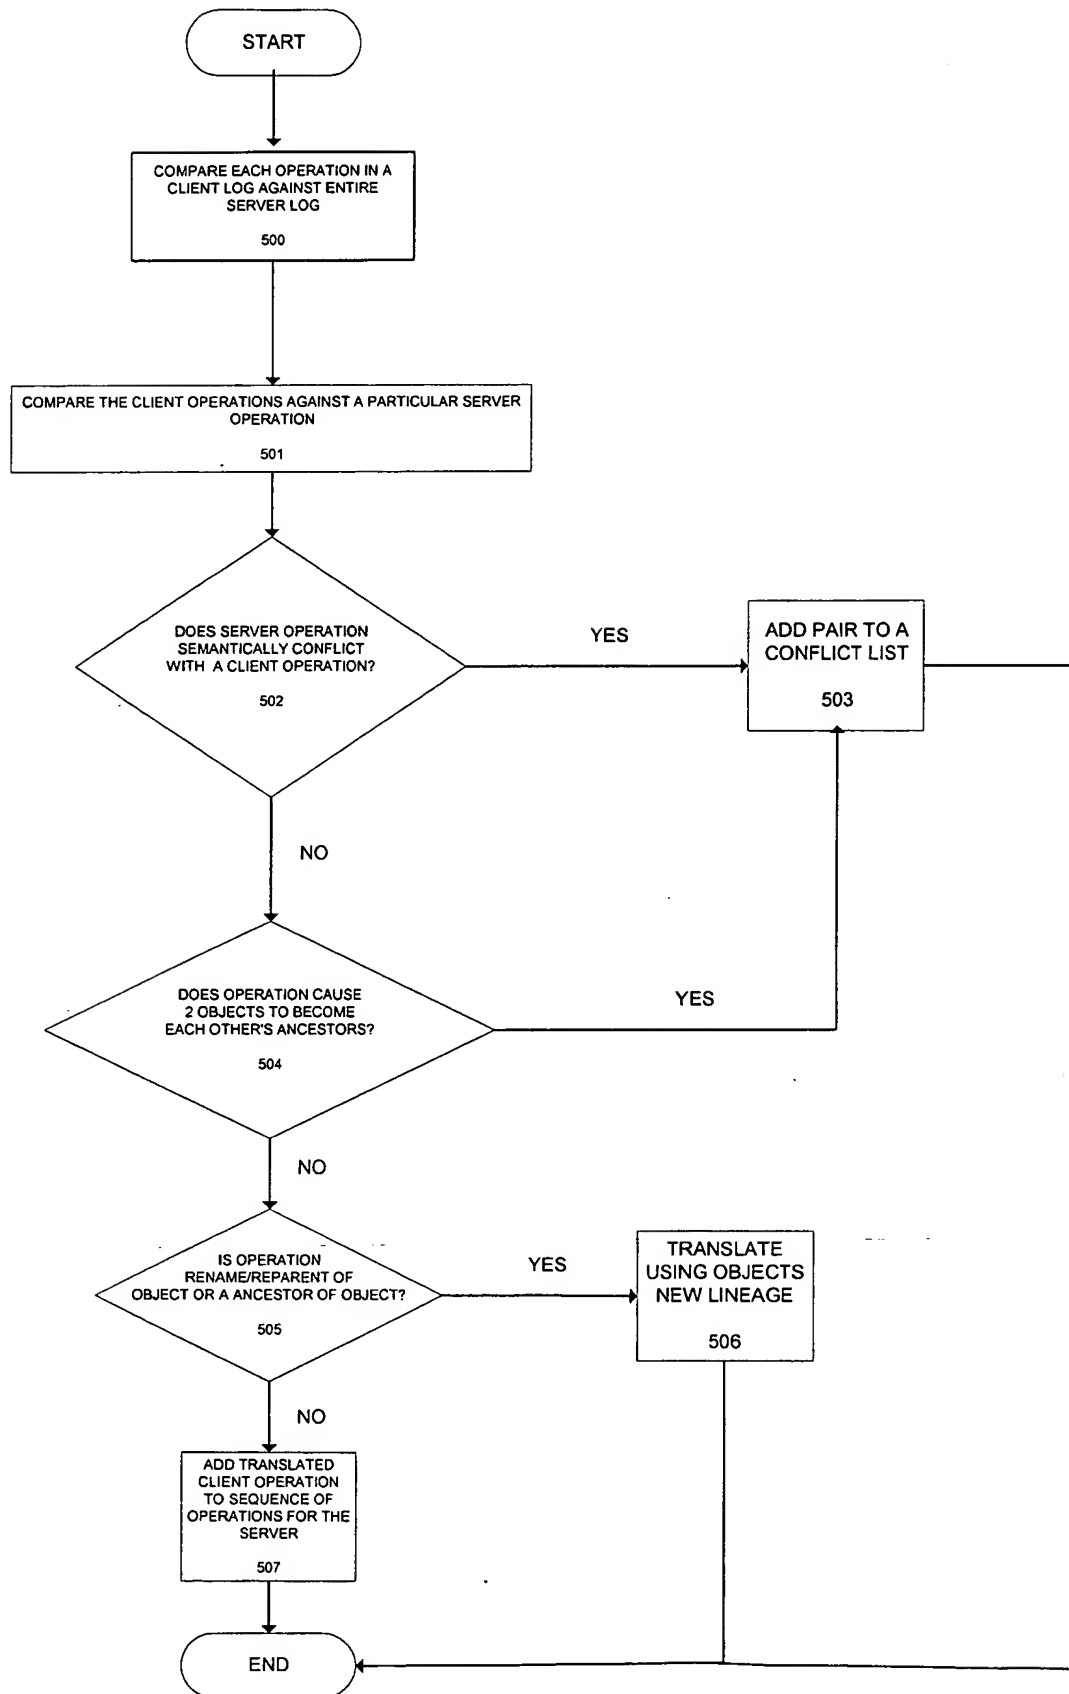 START
COMPARE EACH OPERATION IN A
CLIENT LOG AGAINST ENTIRE
SERVER LOG
500
COMPARE THE CLIENT OPERATIONS AGAINST A PARTICULAR SERVER
OPERATION
501
DOES SERVER OPERATION
SEMANTICALLY CONFLICT
WITH A CLIENT OPERATION?
502
YES
ADD PAIR TO A
CONFLICT LIST
503
NO
DOES OPERATION CAUSE
2 OBJECTS TO BECOME
EACH OTHER'S ANCESTORS?
504
YES
NO
IS OPERATION
RENAME/REPARENT OF
OBJECT OR A ANCESTOR OF OBJECT?
505
YES
TRANSLATE
USING OBJECTS
NEW LINEAGE
506
NO
ADD TRANSLATED
CLIENT OPERATION
TO SEQUENCE OF
OPERATIONS FOR THE
SERVER
507
END